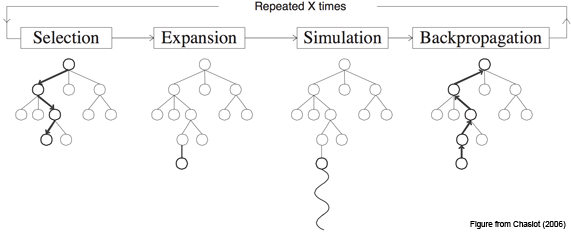 Repeated X times
Selection
Expansion
Simulation
Backpropagation
Figure from Chaslot (2006)